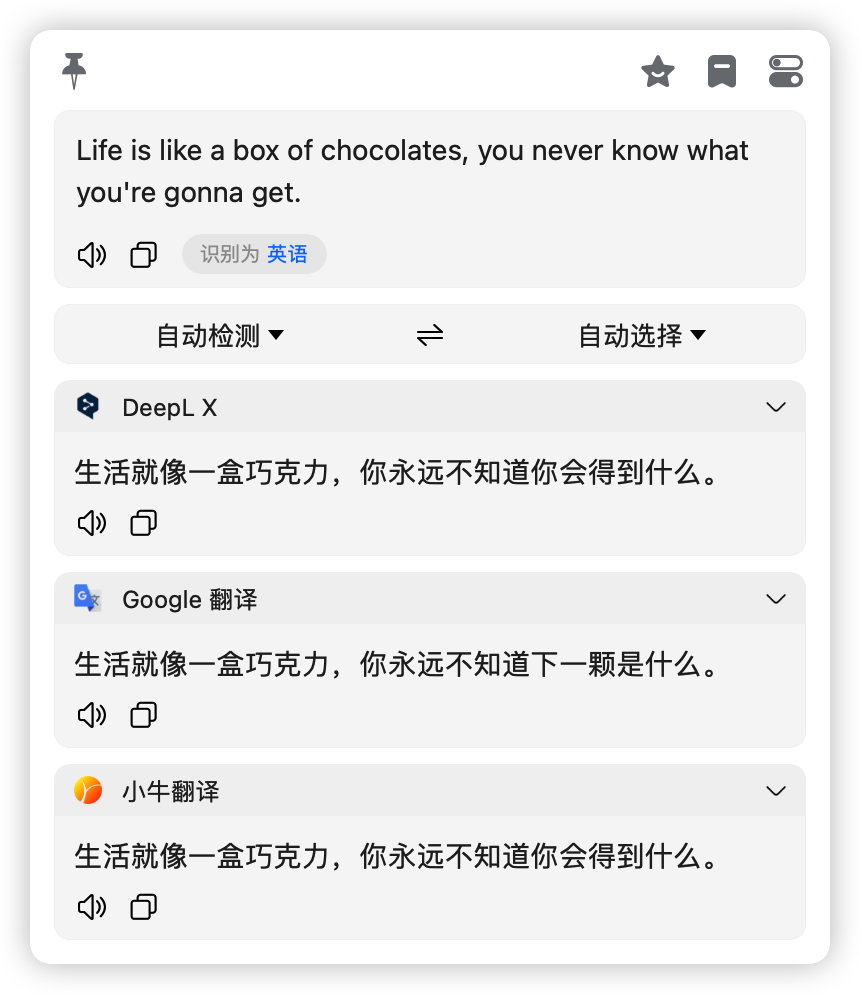 Life is like a box of chocolates, you never know what
you're gonna get.
识别为 英语
自动检测 自动选择
DeepL X
生活就像一盒巧克力，你永远不知道你会得到什么。
Google 翻译
生活就像一盒巧克力，你永远不知道下一颗是什么。
小牛翻译
生活就像一盒巧克力，你永远不知道你会得到什么。